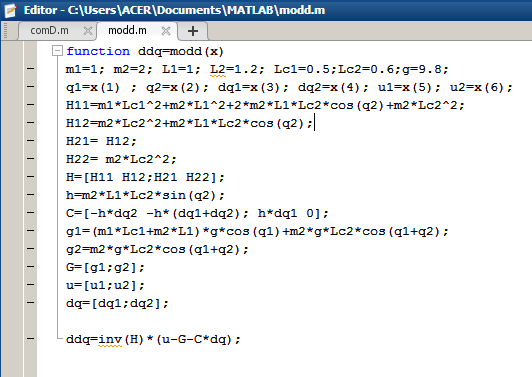 Editor - C:\Users\ACER\Documents\MATLAB\modd.m
comD.m × modd.m × +
function ddq=modd(x)
m1=1; m2=2; L1=1; L2=1.2; Lc1=0.5;Lc2=0.6;g=9.8;
q1=x(1) ; q2=x(2); dq1=x(3); dq2=x(4); u1=x(5); u2=x(6);
H11=m1*Lc1^2+m2*L1^2+2*m2*L1*Lc2*cos(q2)+m2*Lc2^2;
H12=m2*Lc2^2+m2*L1*Lc2*cos(q2);
H21= H12;
H22= m2*Lc2^2;
H=[H11 H12;H21 H22];
h=m2*L1*Lc2*sin(q2);
C=[-h*dq2 -h*(dq1+dq2); h*dq1 0];
g1=(m1*Lc1+m2*L1)*g*cos(q1)+m2*g*Lc2*cos(q1+q2);
g2=m2*g*Lc2*cos(q1+q2);
G=[g1;g2];
u=[u1;u2];
dq=[dq1;dq2];
ddq=inv(H)*(u-G-C*dq);